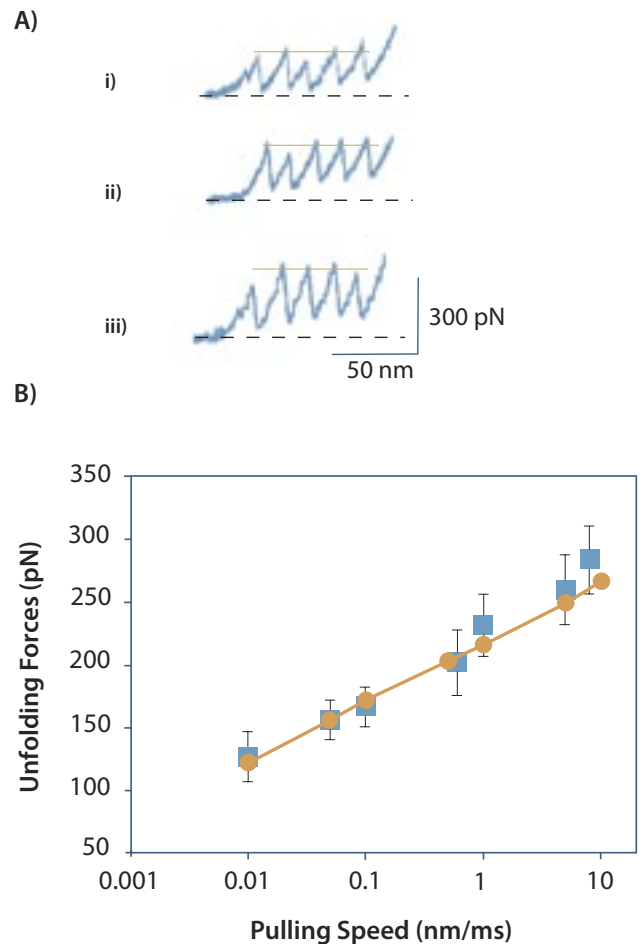 A)
i)
ii)
iii)
300 pN
50 nm
B)
350
300
250
200
150
100
50
0.001
0.01
0.1
1
10
Unfolding Forces (pN)
Pulling Speed (nm/ms)